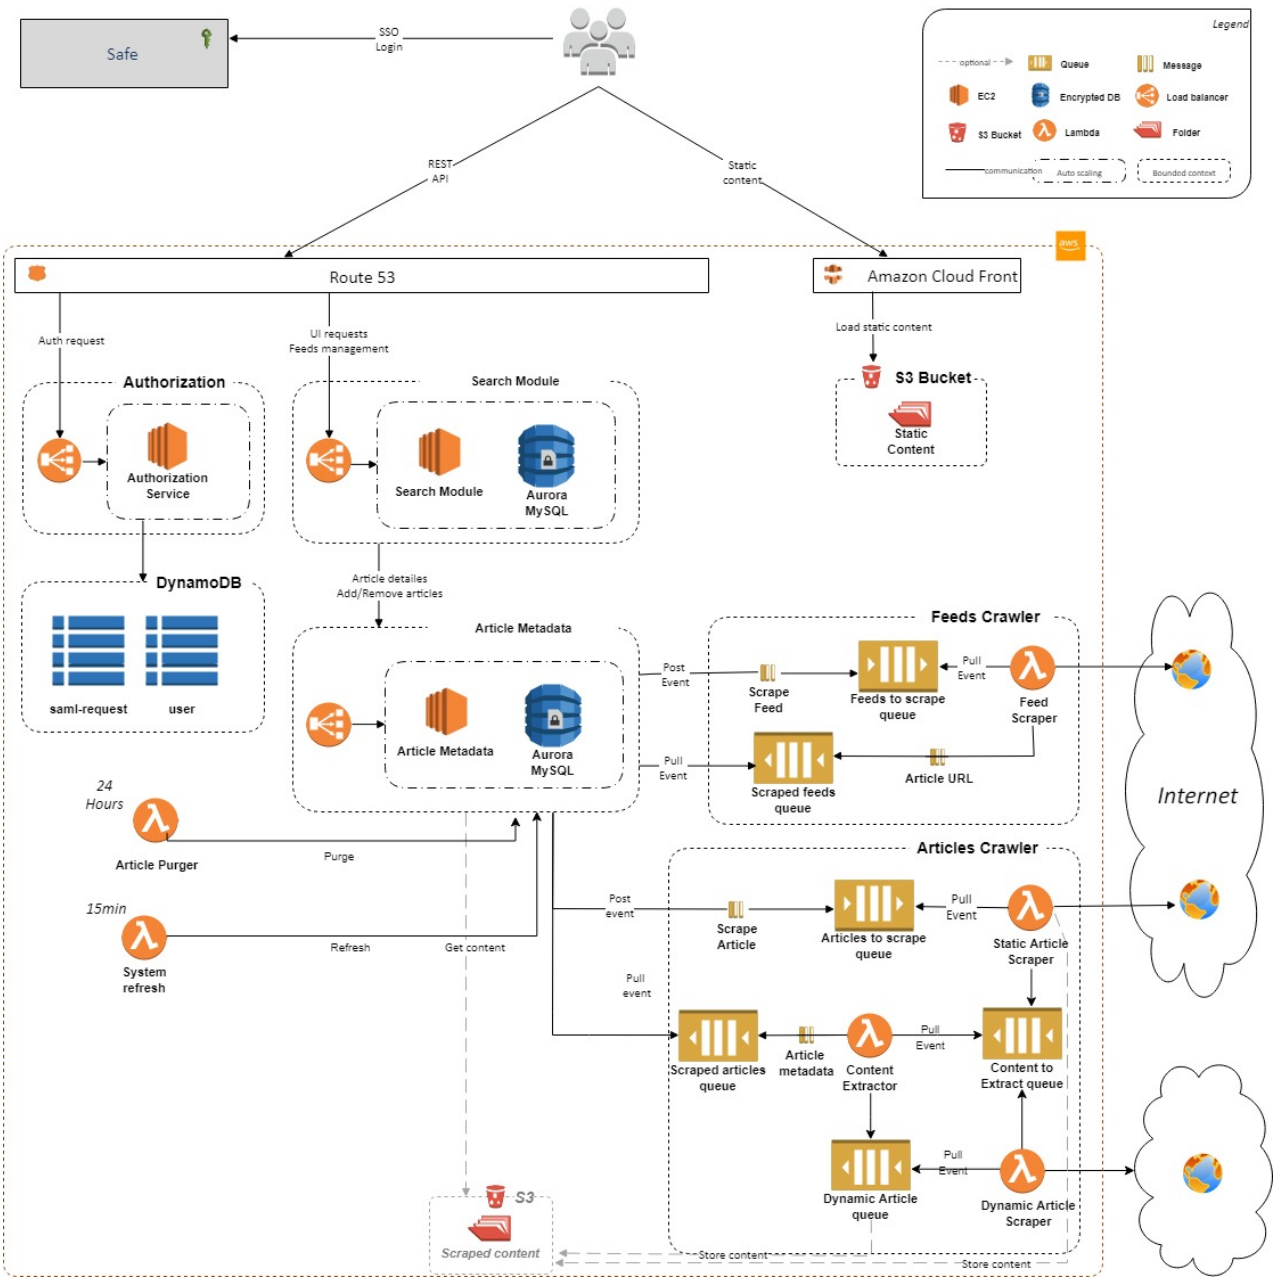 Safe
SSO
Login
Legend
optional
Queue
Message
EC2
Encrypted DB
Load balancer
S3 Bucket
Lambda
Folder
communication
Auto scaling
Bounded context
REST
API
Static
content
aws
Route 53
Amazon Cloud Front
Auth request
UI requests
Feeds management
Load static content
Authorization
Search Module
S3 Bucket
Static
Content
Authorization
Service
Search Module
Aurora
MySQL
Article detailes
Add/Remove articles
DynamoDB
saml-request
user
Article Metadata
Article Metadata
Aurora
MySQL
Feeds Crawler
Post
Event
Scrape
Feed
Feeds to scrape
queue
Pull
Event
Feed
Scraper
Pull
Event
Scraped feeds
queue
Article URL
Internet
24
Hours
Article Purger
Purge
15min
System
refresh
Refresh
Get content
Articles Crawler
Post
event
Scrape
Article
Articles to scrape
queue
Pull
Event
Static Article
Scraper
Pull
event
Scraped articles
queue
Article
metadata
Content
Extractor
Pull
Event
Content to
Extract queue
Dynamic Article
queue
Pull
Event
Dynamic Article
Scraper
S3
Scraped content
Store content
Store content